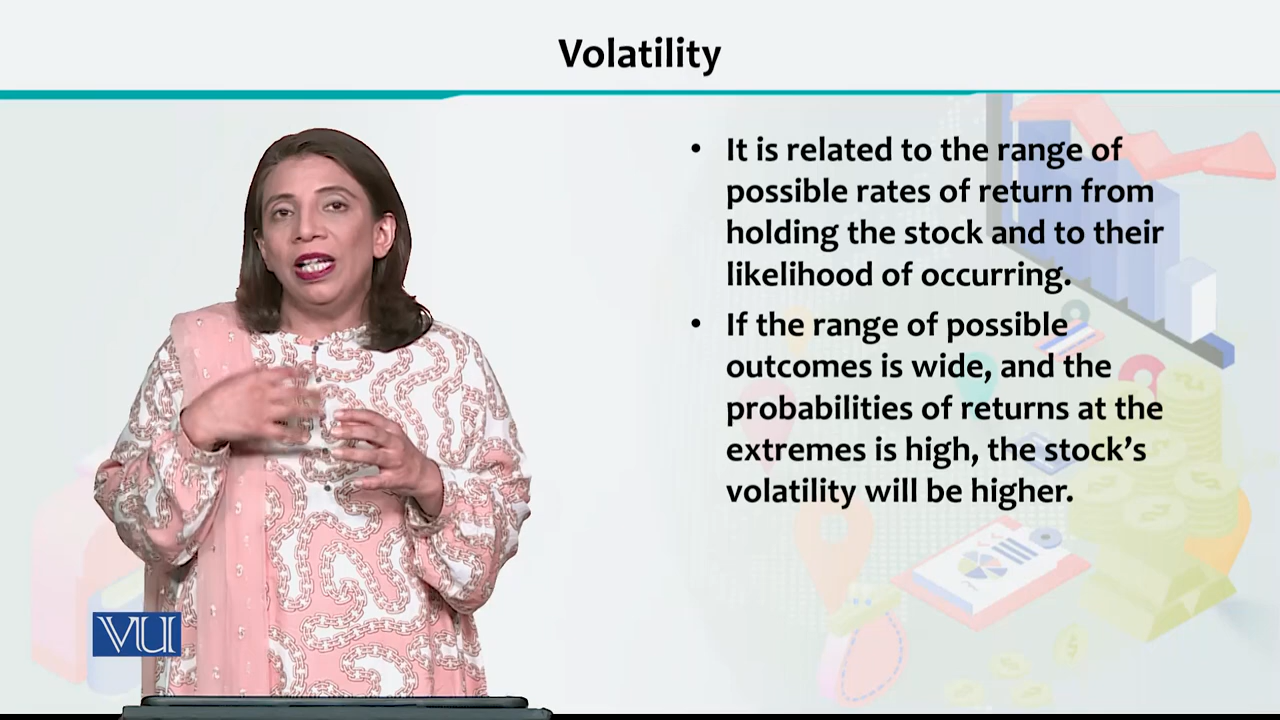 Volatility
• It is related to the range of
possible rates of return from
holding the stock and to their
likelihood of occurring.
• If the range of possible
outcomes is wide, and the
probabilities of returns at the
extremes is high, the stock's
volatility will be higher.
VU